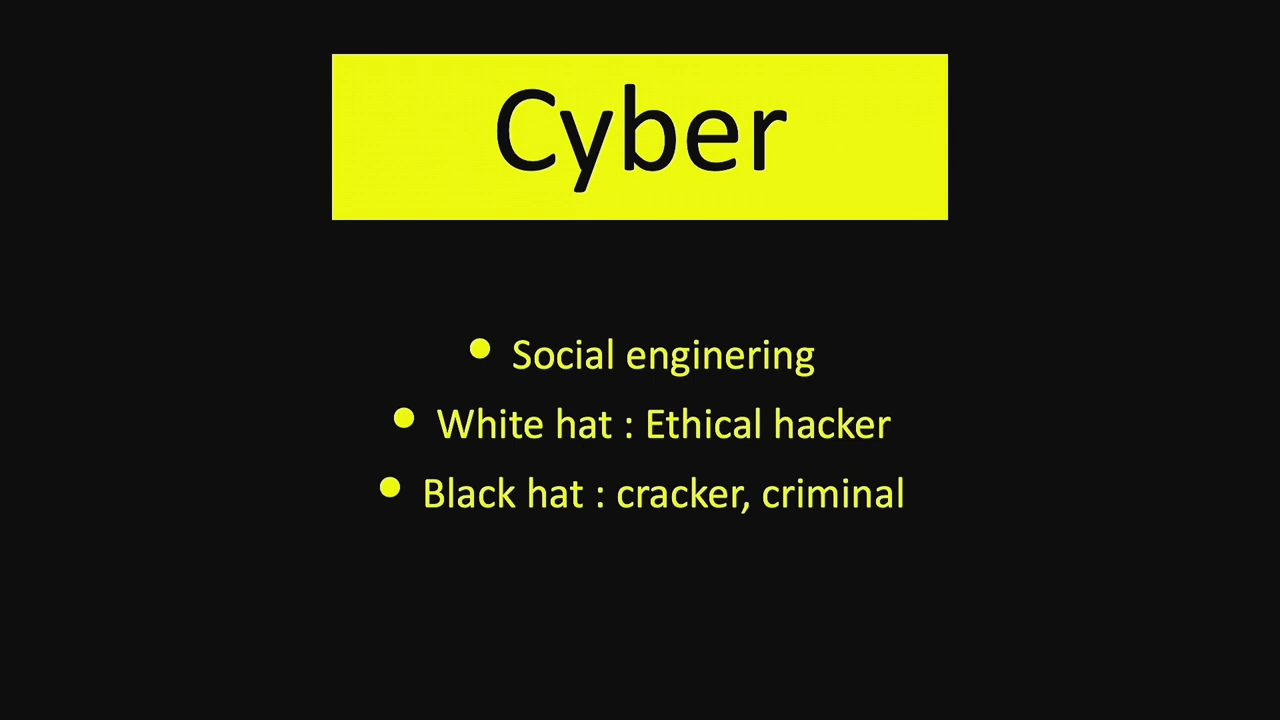 Cyber
• Social enginering
• White hat : Ethical hacker
• Black hat : cracker, criminal